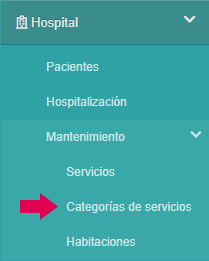 Hospital
Pacientes
Hospitalización
Mantenimiento
Servicios
Categorías de servicios
Habitaciones